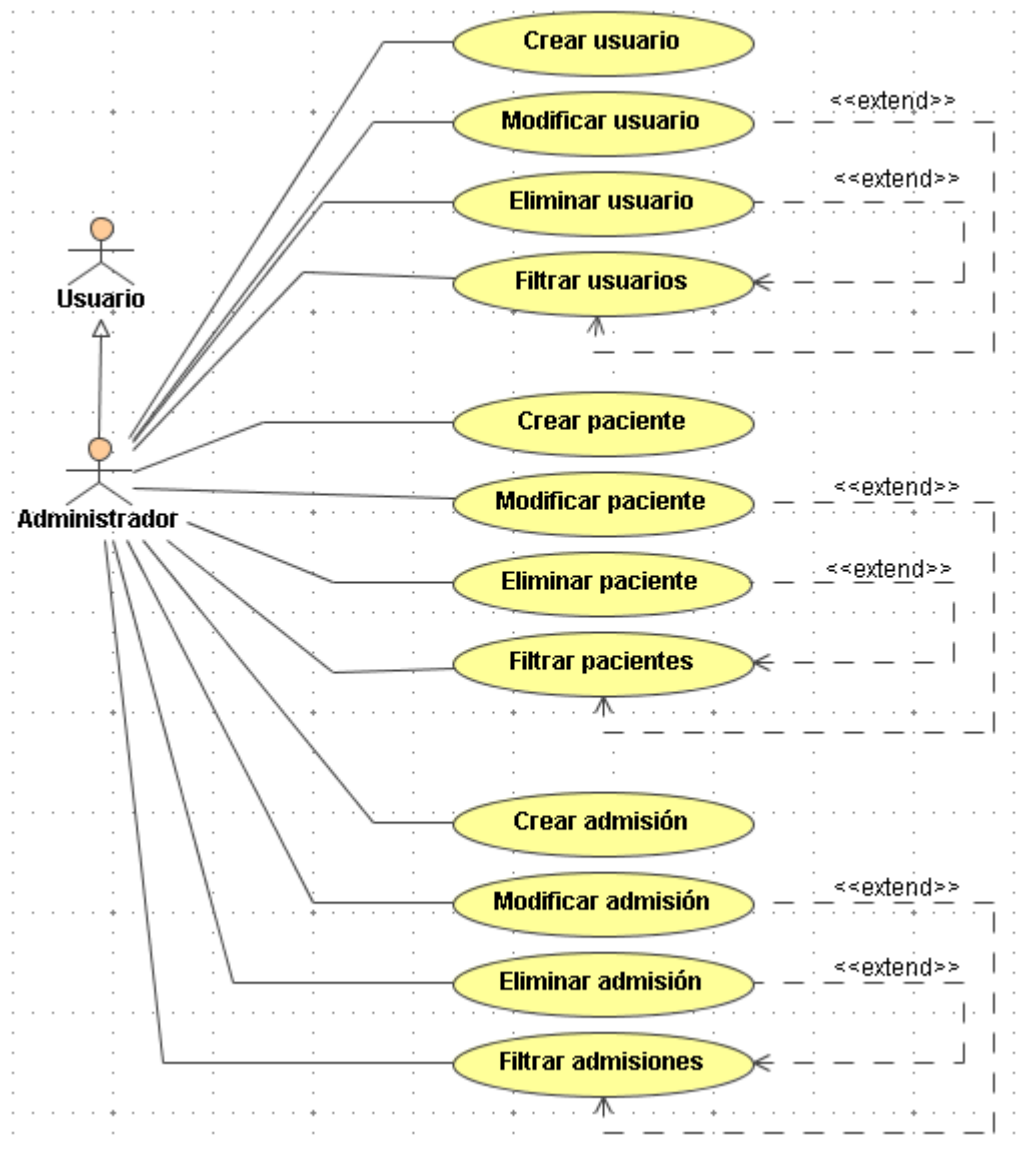 Crear usuario
<<extend>>
Modificar usuario
<<extend>>
Eliminar usuario
Filtrar usuarios
Usuario
Crear paciente
<<extend>>
Modificar paciente
Administrador
<<extend>>
Eliminar paciente
Filtrar pacientes
Crear admisión
<<extend>>
Modificar admisión
<<extend>>
Eliminar admisión
Filtrar admisiones